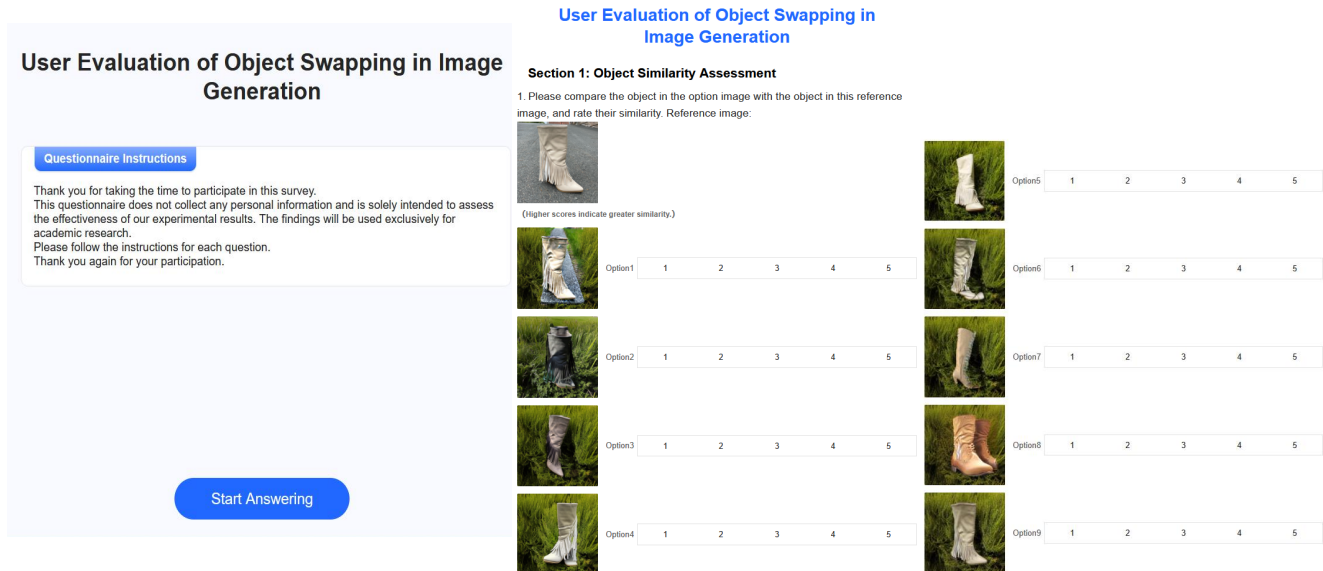 User Evaluation of Object Swapping in Image
Generation
Questionnaire Instructions
Thank you for taking the time to participate in this survey.
This questionnaire does not collect any personal information and is solely intended to assess
the effectiveness of our experimental results. The findings will be used exclusively for
academic research.
Please follow the instructions for each question.
Thank you again for your participation.
Start Answering
User Evaluation of Object Swapping in
Image Generation
Section 1: Object Similarity Assessment
1. Please compare the object in the option image with the object in this reference
image, and rate their similarity. Reference image:
(Higher scores indicate greater similarity.)
Option1 1 2 3 4 5
Option2 1 2 3 4 5
Option3 1 2 3 4 5
Option4 1 2 3 4 5
Option5 1 2 3 4 5
Option6 1 2 3 4 5
Option7 1 2 3 4 5
Option8 1 2 3 4 5
Option9 1 2 3 4 5